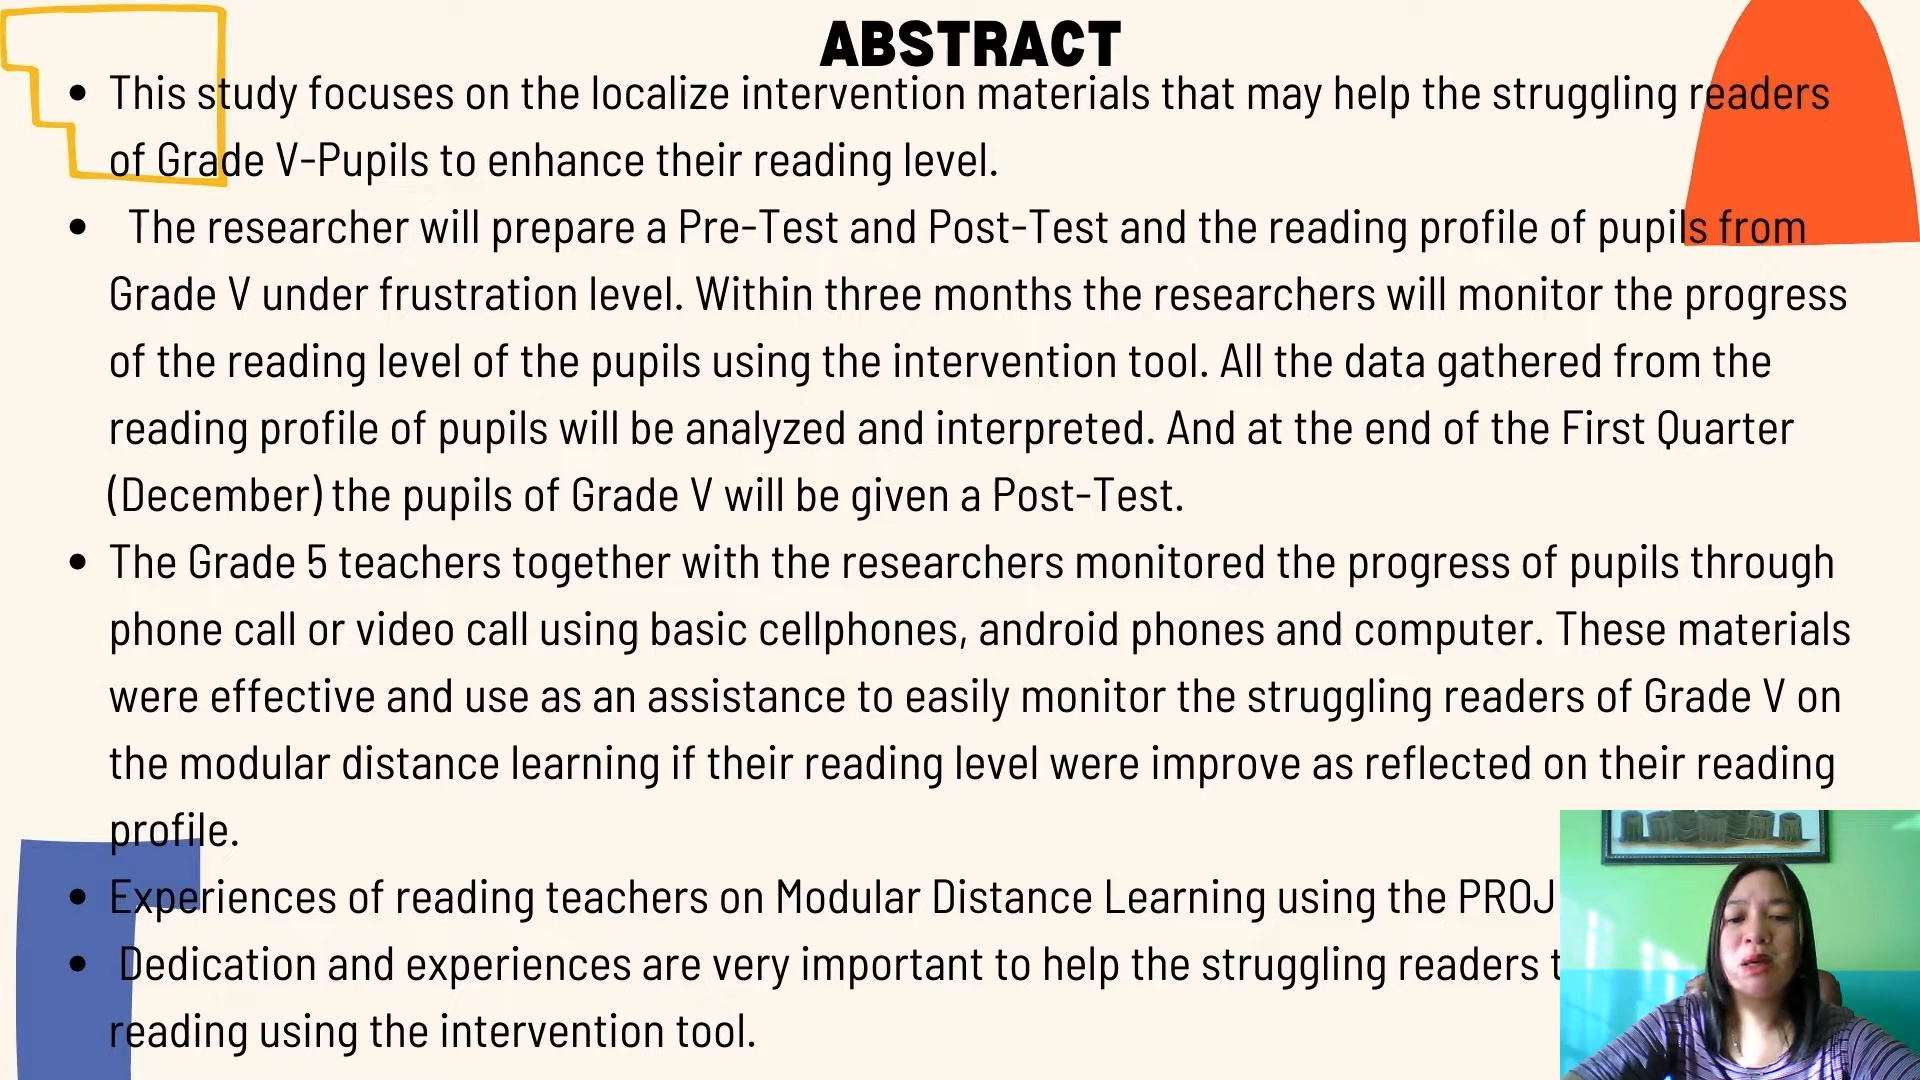 ABSTRACT
• This study focuses on the localize intervention materials that may help the struggling readers
of Grade V-Pupils to enhance their reading level.
• The researcher will prepare a Pre-Test and Post-Test and the reading profile of pupils from
Grade V under frustration level. Within three months the researchers will monitor the progress
of the reading level of the pupils using the intervention tool. All the data gathered from the
reading profile of pupils will be analyzed and interpreted. And at the end of the First Quarter
(December) the pupils of Grade V will be given a Post-Test.
• The Grade 5 teachers together with the researchers monitored the progress of pupils through
phone call or video call using basic cellphones, android phones and computer. These materials
were effective and use as an assistance to easily monitor the struggling readers of Grade V on
the modular distance learning if their reading level were improve as reflected on their reading
profile.
• Experiences of reading teachers on Modular Distance Learning using the
• Dedication and experiences are very important to help the struggling readers
reading using the intervention tool.